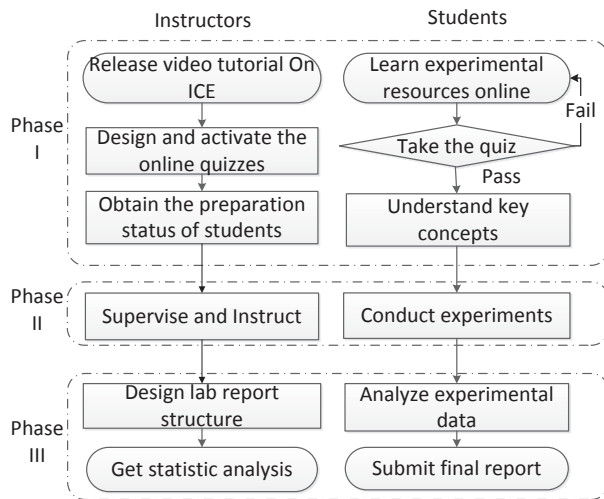 Instructors
Students
Release video tutorial On
ICE
Learn experimental
resources online
Fail
Phase
I
Design and activate the
online quizzes
Take the quiz
Pass
Obtain the preparation
status of students
Understand key
concepts
Phase
II
Supervise and Instruct
Conduct experiments
Phase
III
Design lab report
structure
Analyze experimental
data
Get statistic analysis
Submit final report